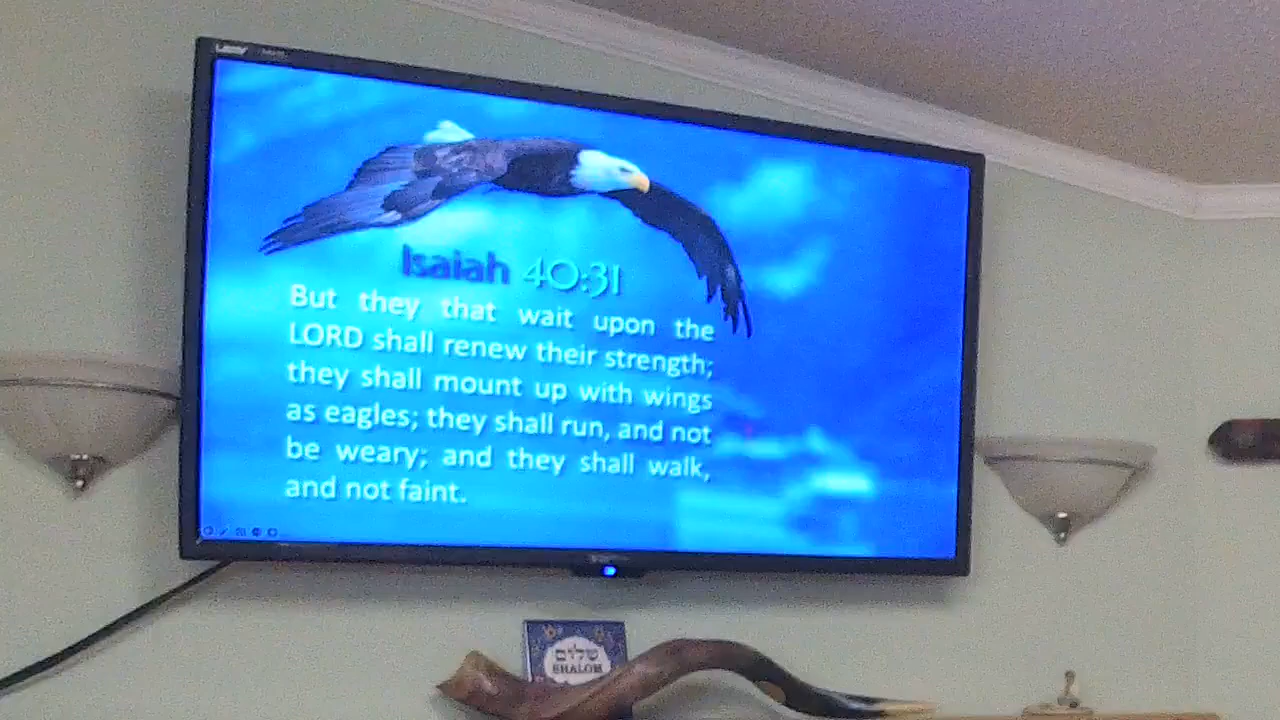 Isaiah 40:31
But they that wait upon the
LORD shall renew their strength;
they shall mount up with wings
as eagles; they shall run, and not
be weary; and they shall walk,
and not faint.
שלום
SHALOM